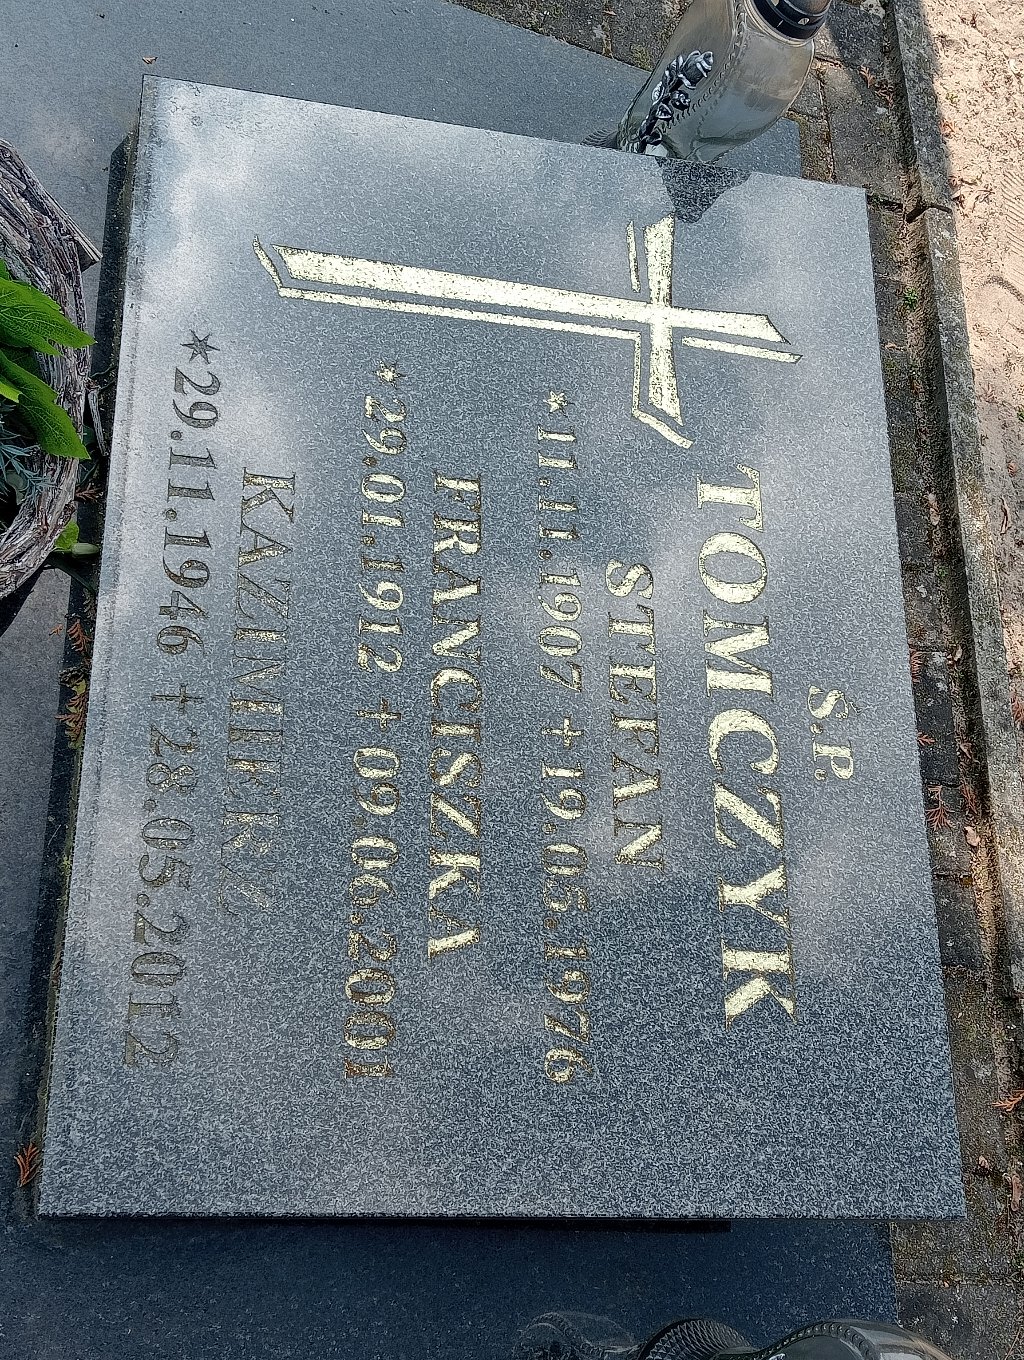 Ś.P.
TOMCZYK
STEFAN
* 11.11.1907 + 19.05.1976
FRANCISZKA
* 29.01.1912 + 09.06.2001
KAZIMIERZ
* 29.11.1946 + 28.05.2012